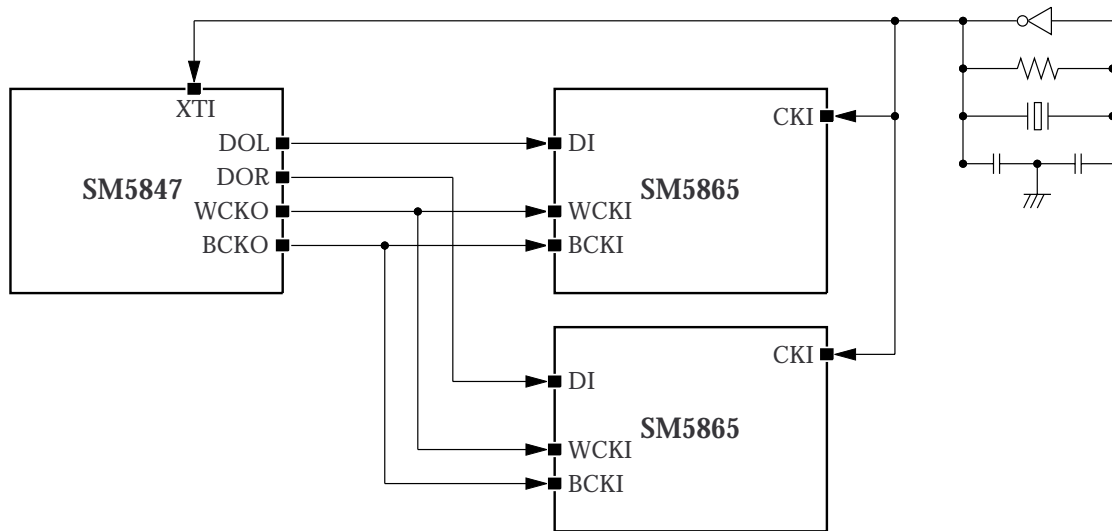 XTI
CKI
DOL
DI
DOR
SM5847
SM5865
WCKO
WCKI
BCKO
BCKI
CKI
DI
SM5865
WCKI
BCKI